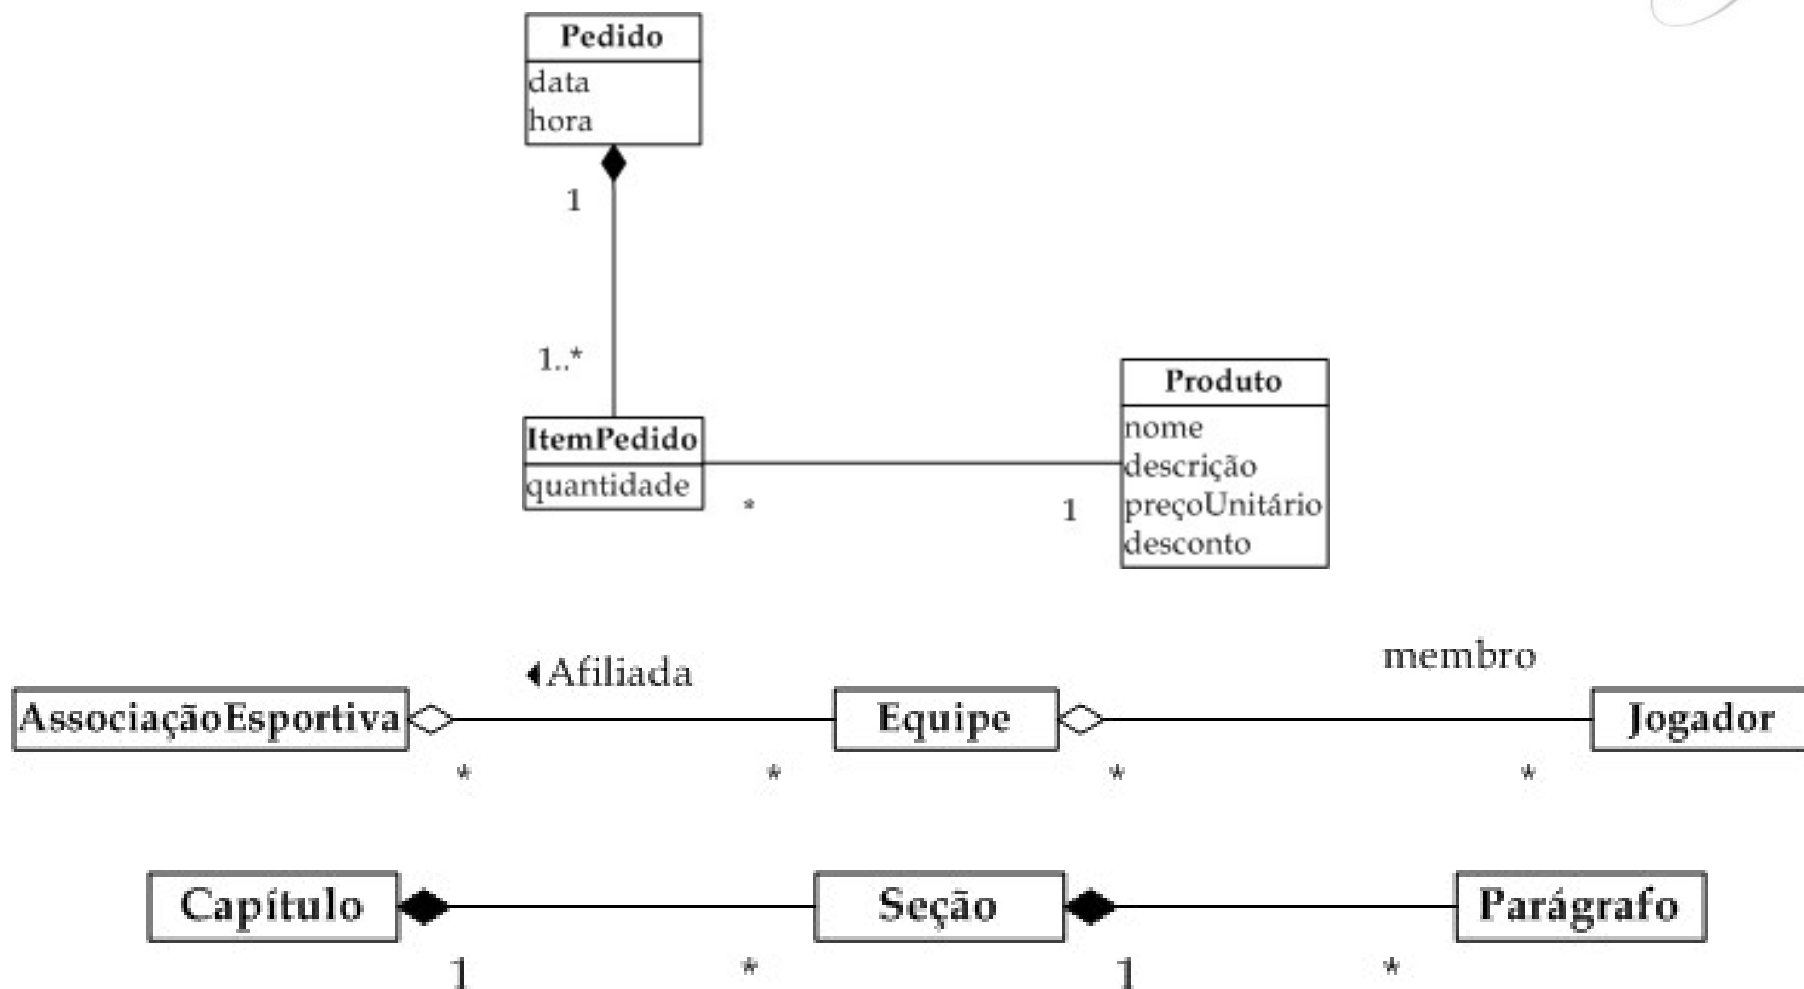 Pedido
data
hora
1
1..*
ItemPedido
quantidade
*
1
Produto
nome
descrição
preçoUnitário
desconto
Afiliada
membro
AssociaçãoEsportiva
Equipe
Jogador
*
*
*
*
Capítulo
Seção
Parágrafo
1
*
1
*